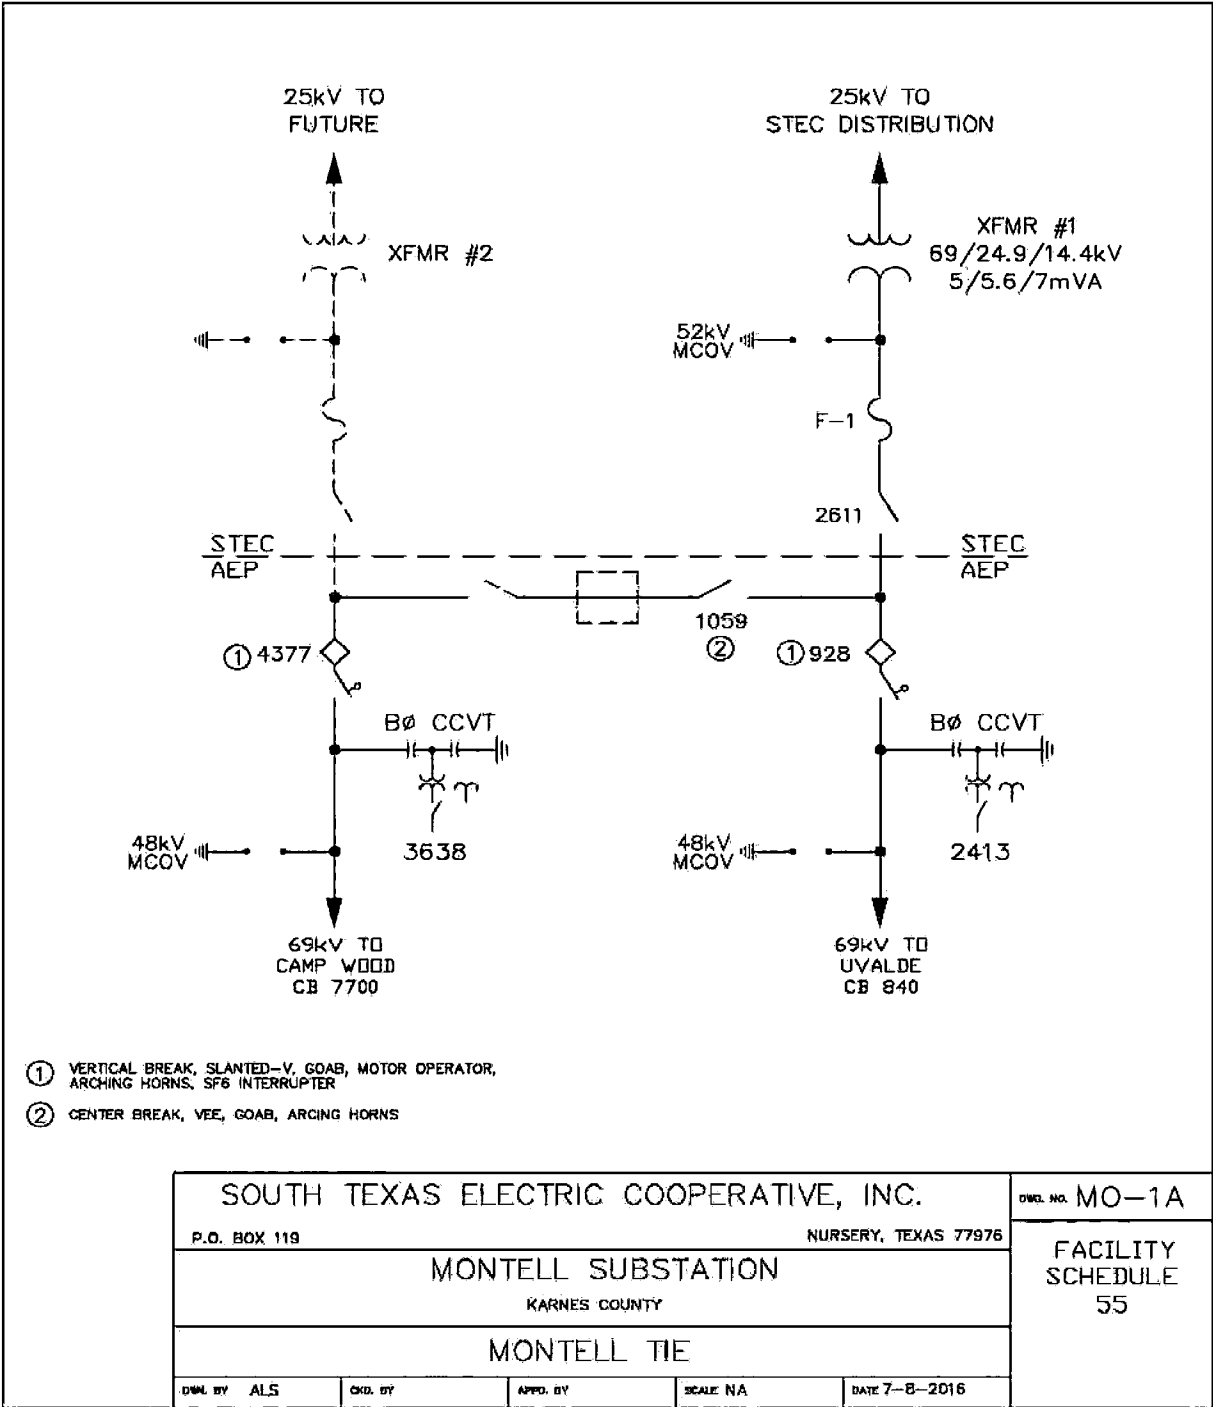 25kV TO
FUTURE
25kV TO
STEC DISTRIBUTION
XFMR #2
XFMR #1
69/24.9/14.4kV
5/5.6/7mVA
52kV
MCOV
F-1
2611
STEC
AEP
STEC
AEP
1059
②
① 4377
① 928
BØ CCVT
BØ CCVT
48kV
MCOV
3638
48kV
MCOV
2413
69kV TO
CAMP WOOD
CB 7700
69kV TO
UVALDE
CB 840
① VERTICAL BREAK, SLANTED-V, GOAB, MOTOR OPERATOR,
ARCHING HORNS, SF6 INTERRUPTER
② CENTER BREAK, VEE, GOAB, ARCING HORNS
SOUTH TEXAS ELECTRIC COOPERATIVE, INC.
P.O. BOX 119 NURSERY, TEXAS 77976
DWG. NO. MO-1A
MONTELL SUBSTATION
KARNES COUNTY
FACILITY
SCHEDULE
55
MONTELL TIE
DWN. BY ALS CKD. BY APPD. BY SCALE NA DATE 7-8-2016